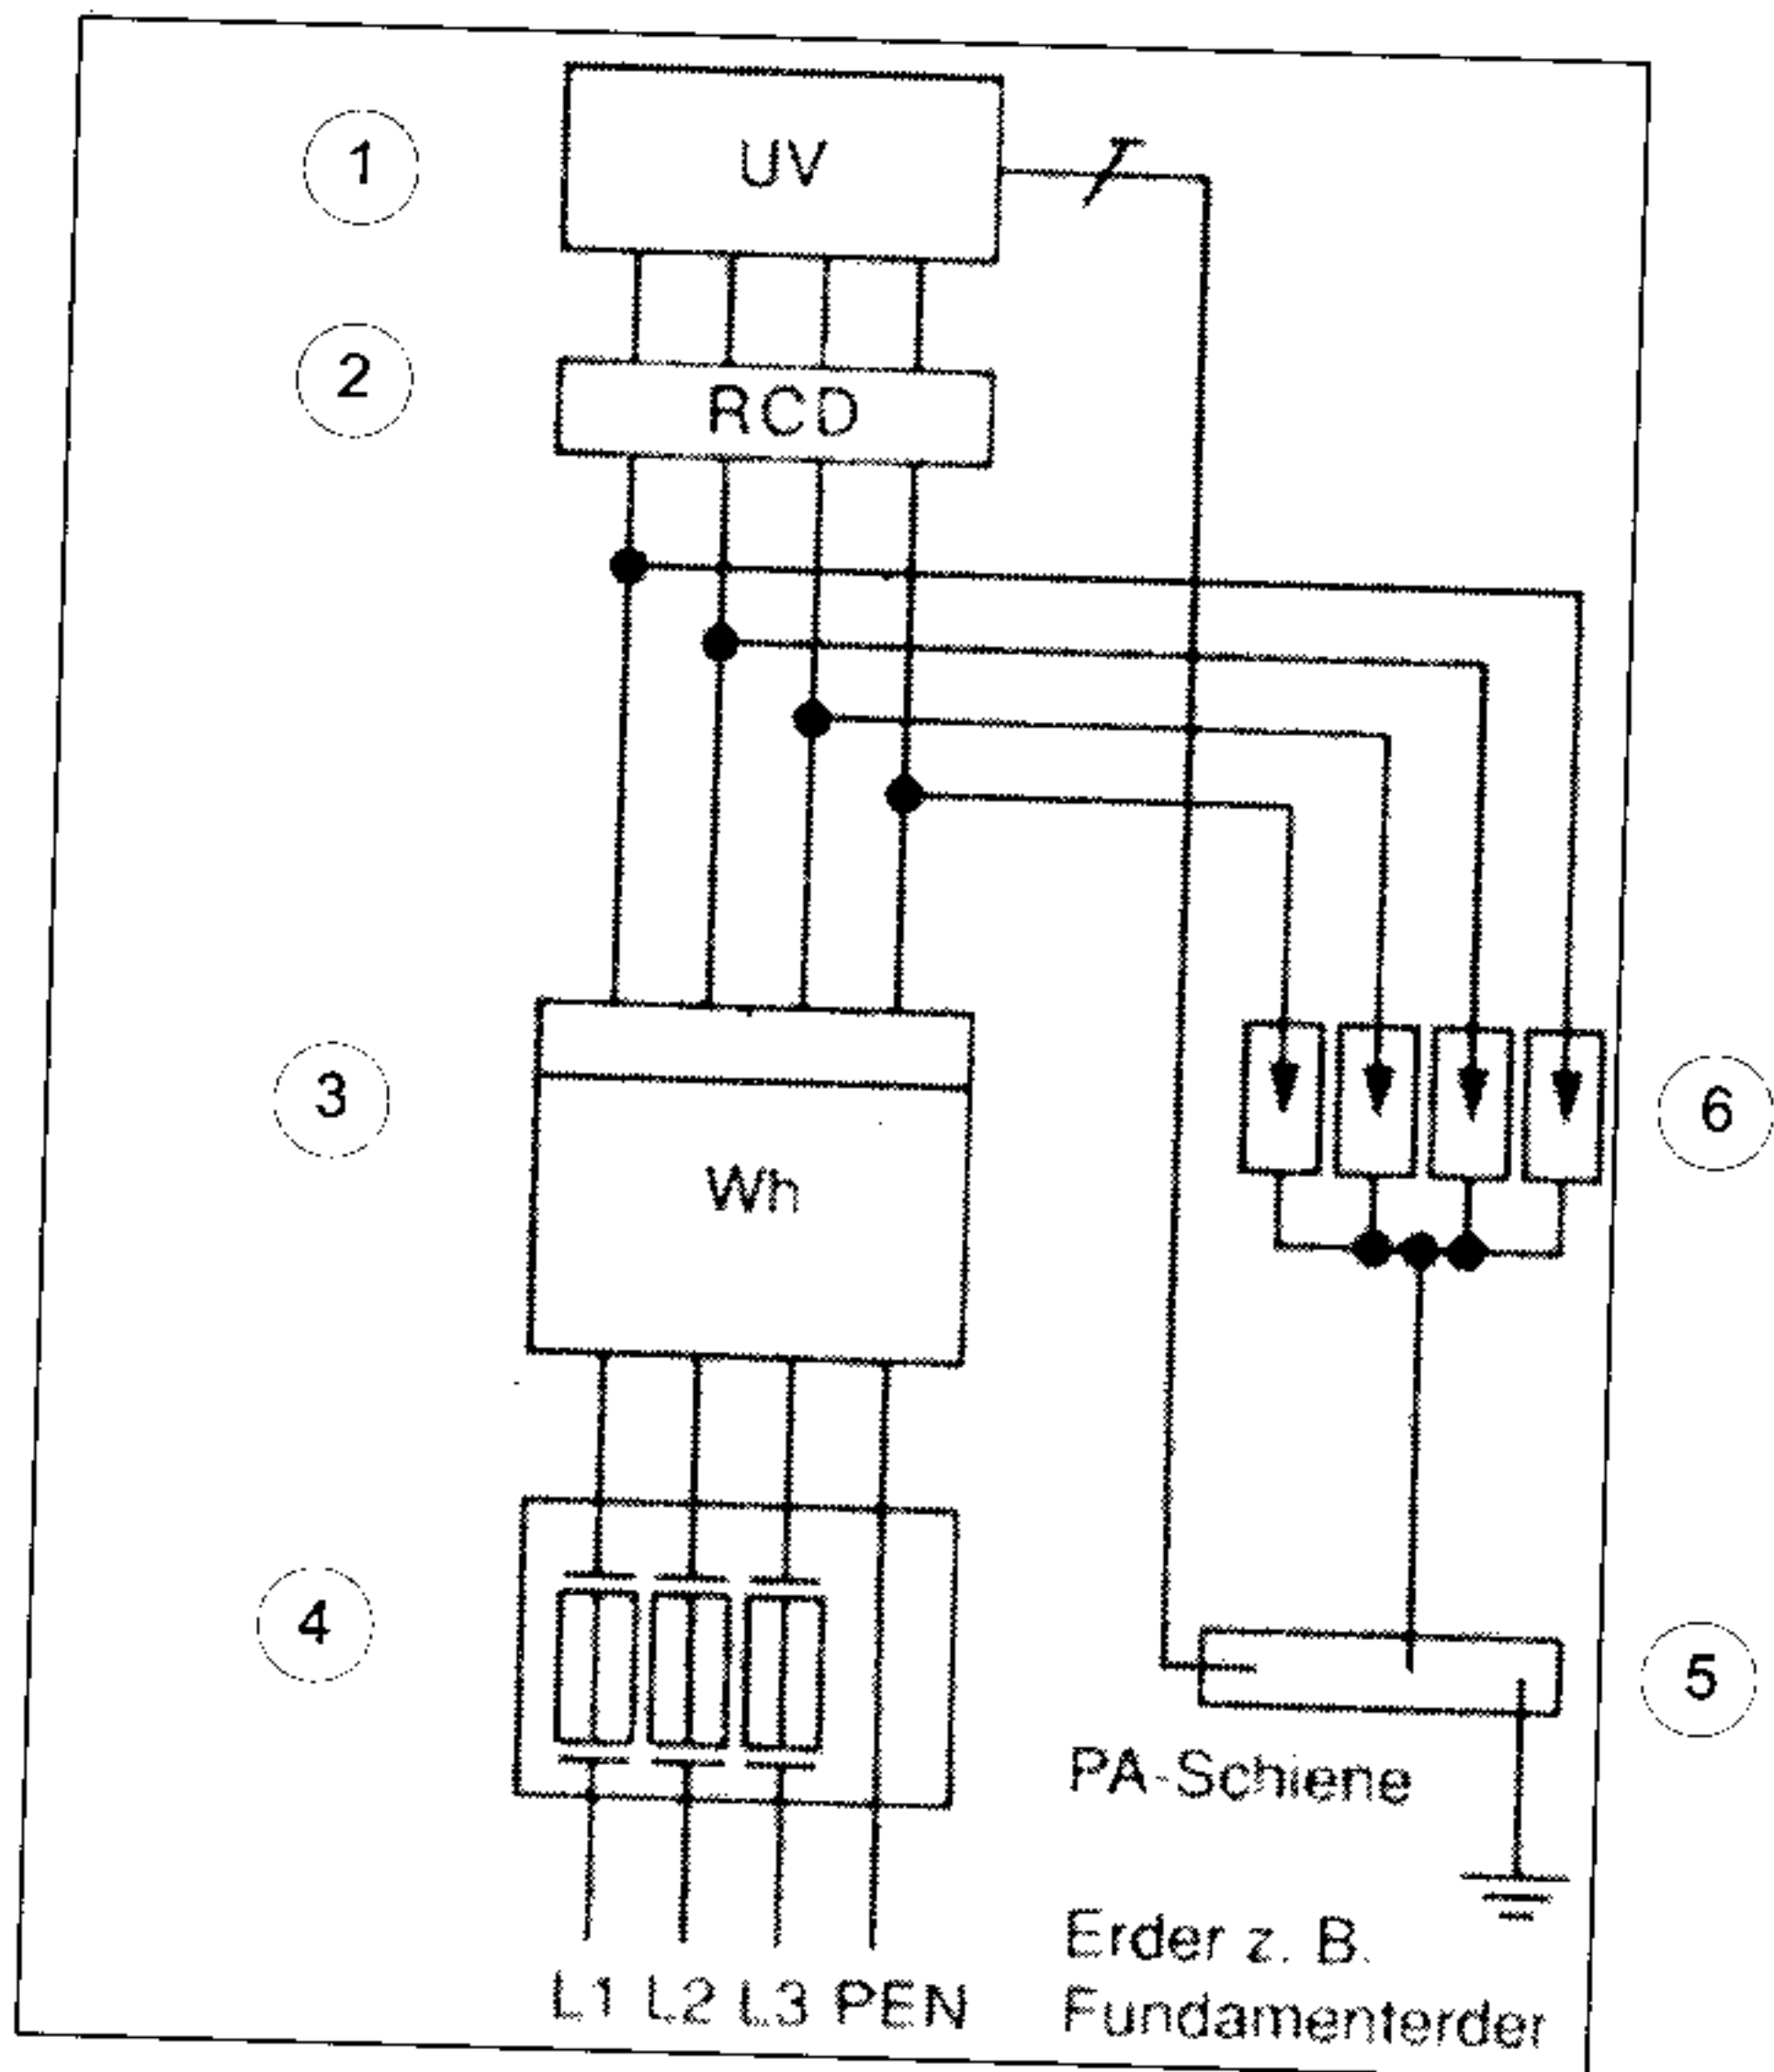 1
UV
2
RCD
3
Wh
6
4
5
PA-Schiene
Erder z. B.
Fundamenterder
L1 L2 L3 PEN